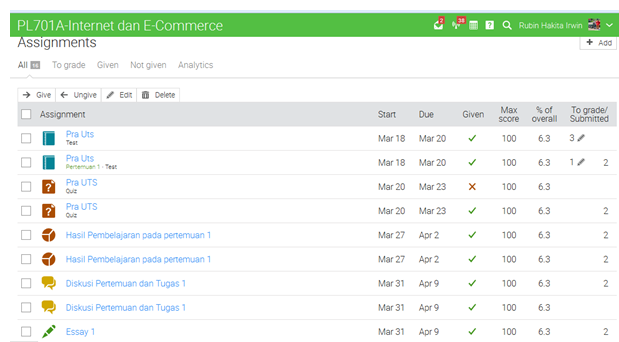 PL701A-Internet dan E-Commerce
2
38
?
Rubin Hakita Irwin
Assignments
+ Add
All 16 To grade Given Not given Analytics
→ Give ← Ungive Edit Delete
Assignment Start Due Given Max score % of overall To grade/ Submitted
Pra Uts Mar 18 Mar 20 ✓ 100 6.3 3
Test
Pra Uts Mar 18 Mar 20 ✓ 100 6.3 1 2
Pertemuan 1 - Test
Pra UTS Mar 20 Mar 23 ✗ 100 6.3
Quiz
Pra UTS Mar 20 Mar 23 ✓ 100 6.3 2
Quiz
Hasil Pembelajaran pada pertemuan 1 Mar 27 Apr 2 ✓ 100 6.3 2
Hasil Pembelajaran pada pertemuan 1 Mar 27 Apr 2 ✓ 100 6.3 2
Diskusi Pertemuan dan Tugas 1 Mar 31 Apr 9 ✓ 100 6.3 2
Diskusi Pertemuan dan Tugas 1 Mar 31 Apr 9 ✓ 100 6.3
Essay 1 Mar 31 Apr 9 ✓ 100 6.3 2